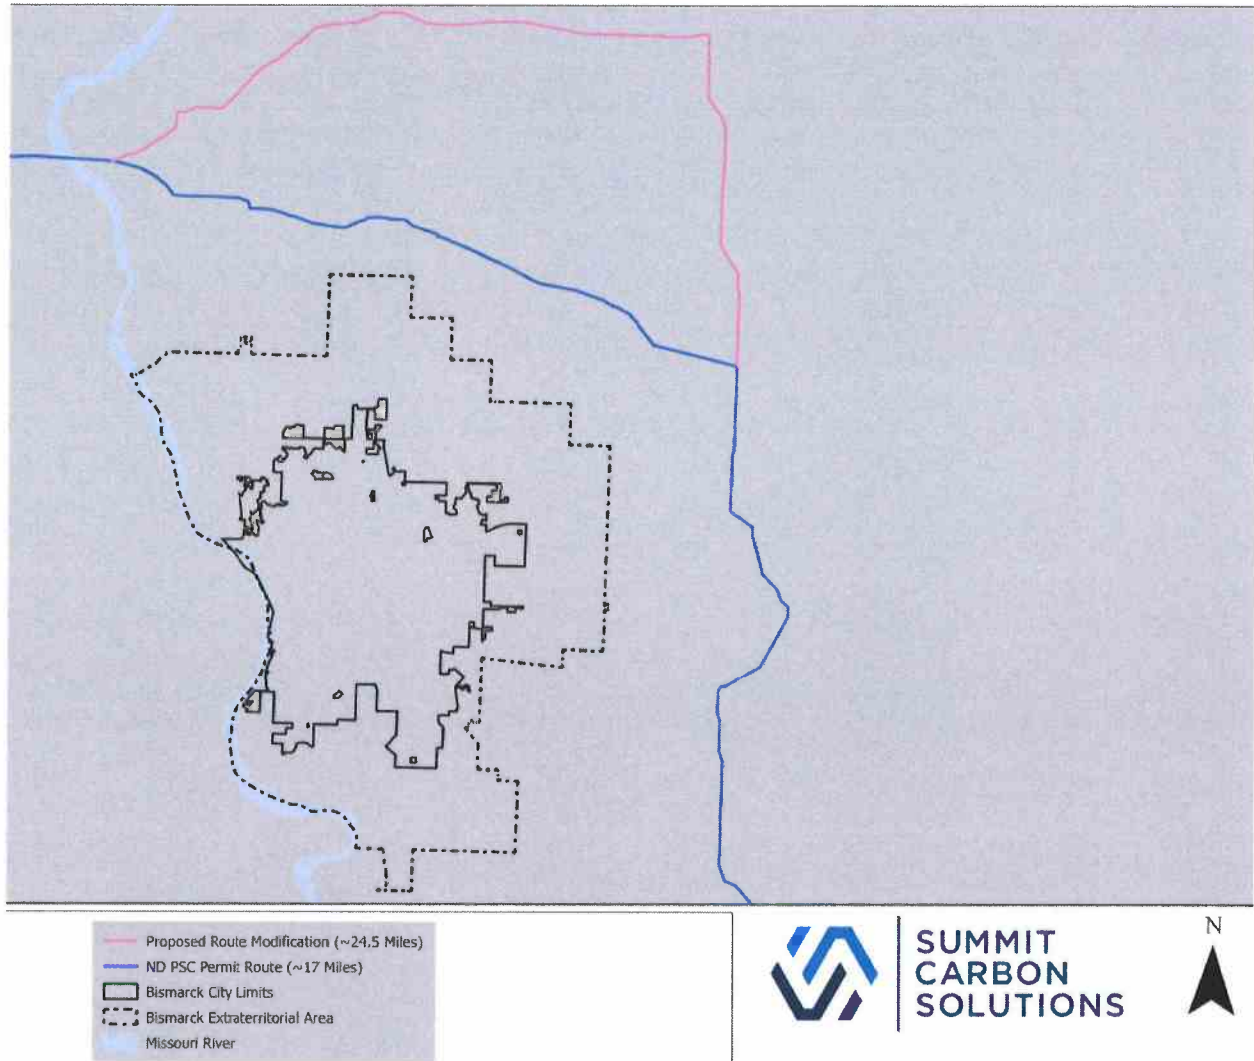 Proposed Route Modification (~24.5 Miles)
ND PSC Permit Route (~17 Miles)
Bismarck City Limits
Bismarck Extraterritorial Area
Missouri River
SUMMIT
CARBON
SOLUTIONS
N